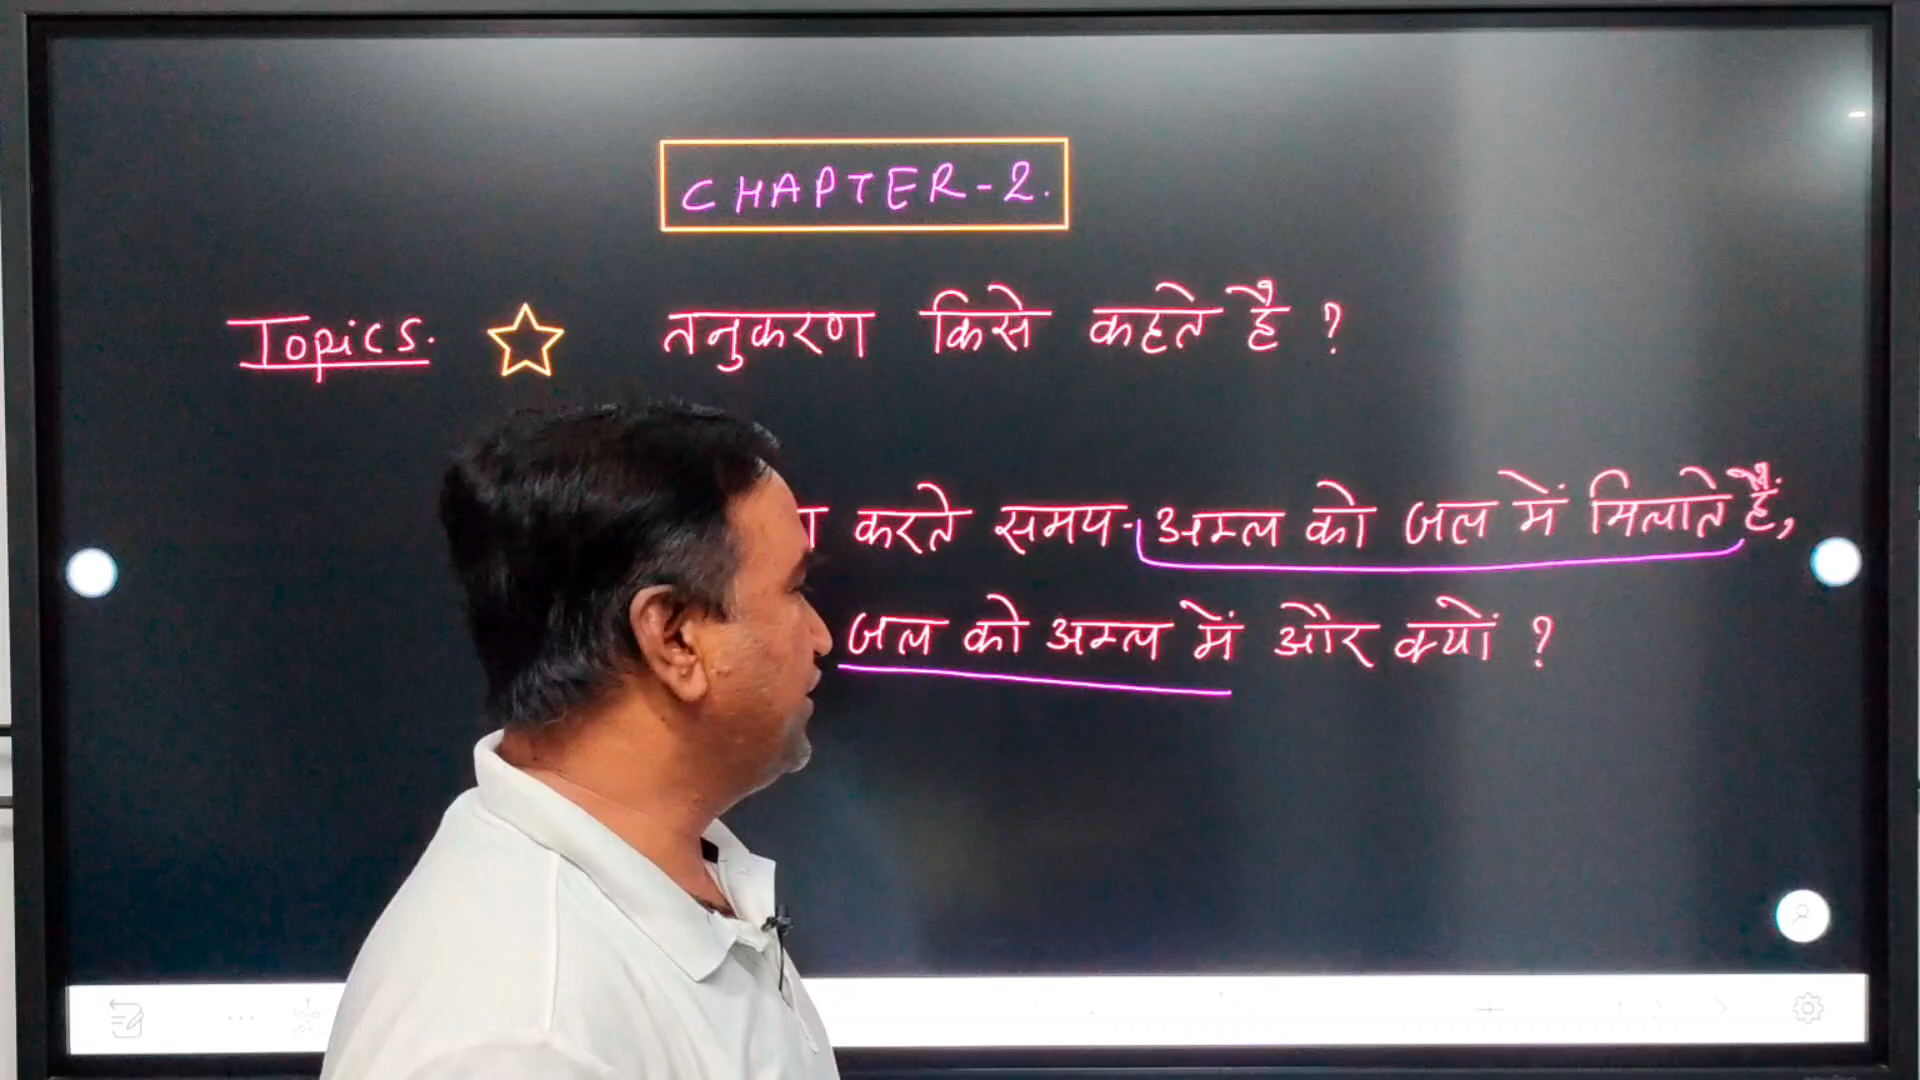 CHAPTER-2.
Topics. तनुकरण किसे कहते है ?
करते समय - अम्ल को जल में मिलाते हैं,
जल को अम्ल में और क्यों ?